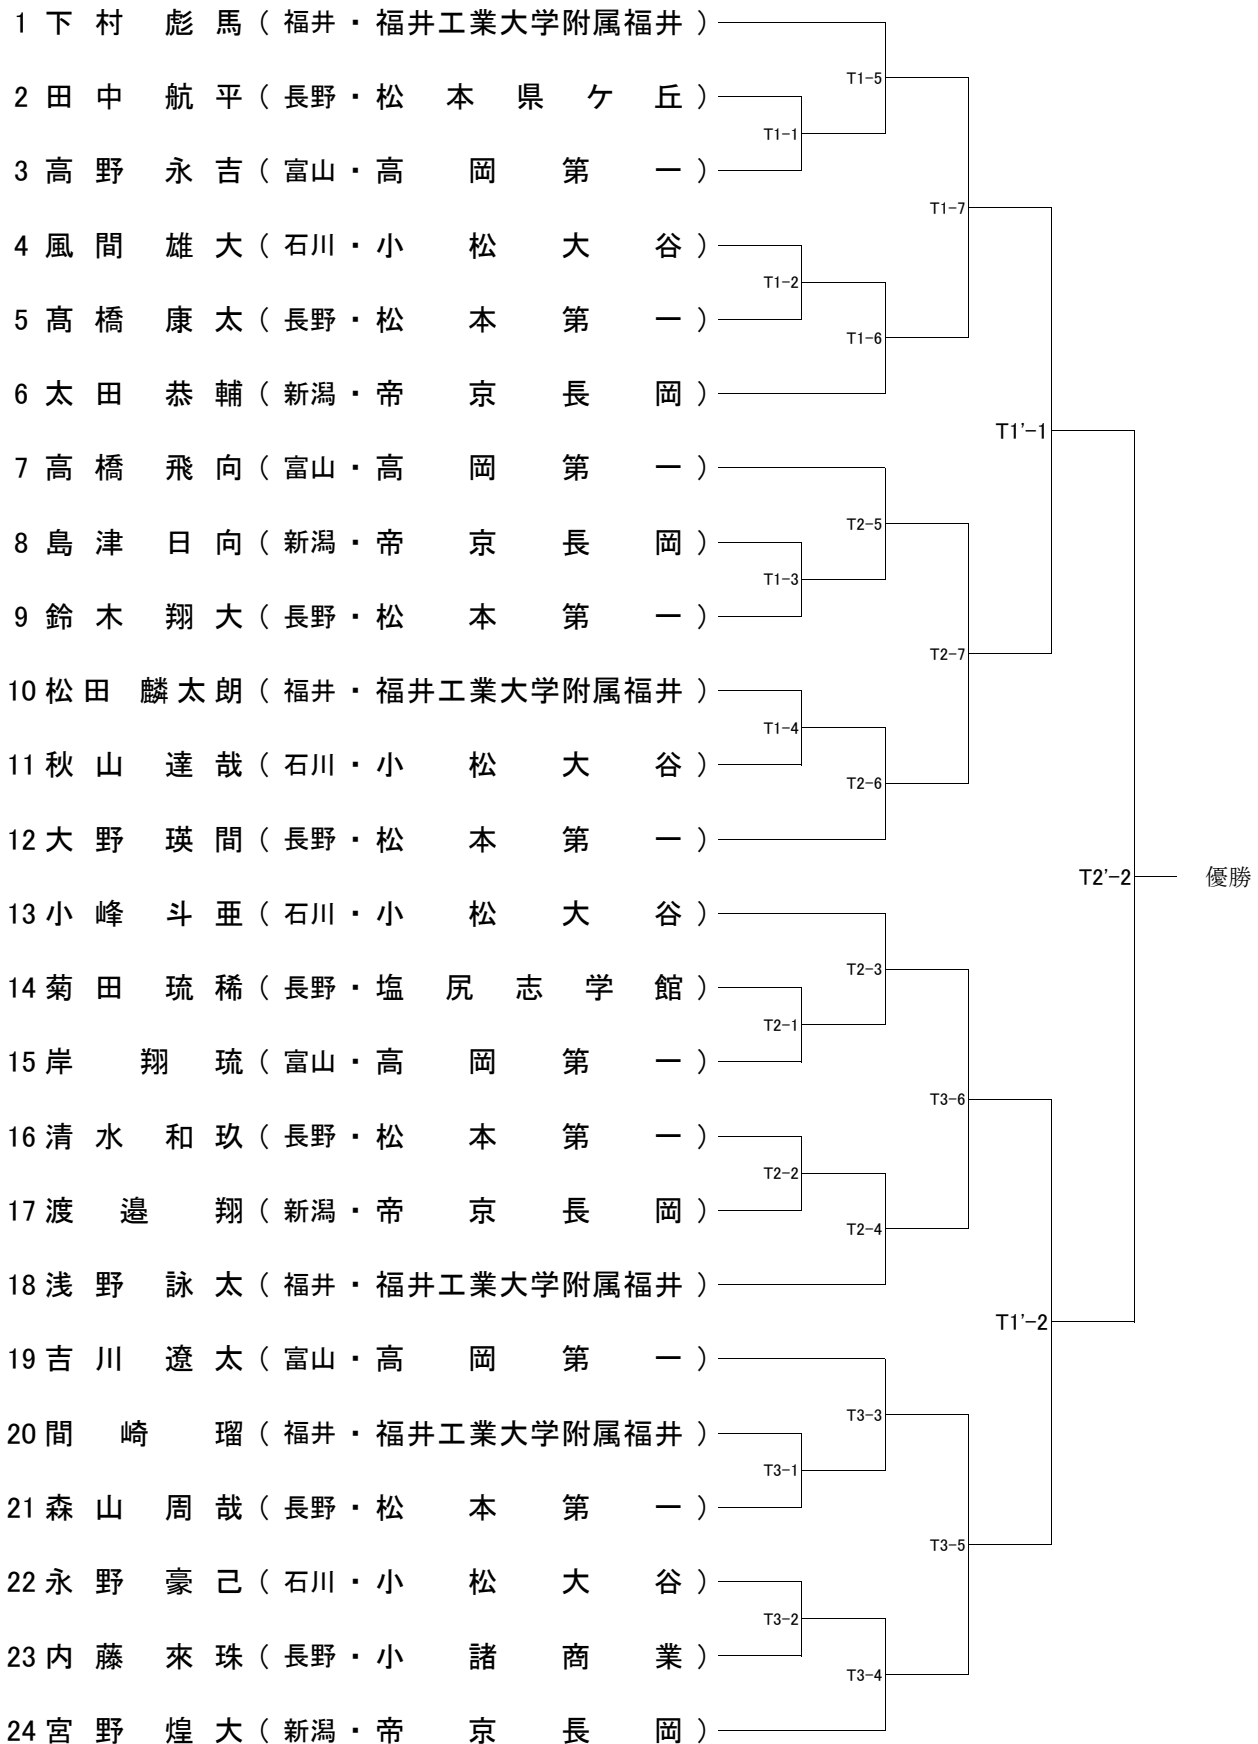 1 下村 彪馬 ( 福井 ・ 福井工業大学附属福井 )
T1-5
2 田中 航平 ( 長野 ・ 松本県ケ丘 )
T1-1
3 高野 永吉 ( 富山 ・ 高岡第一 )
T1-7
4 風間 雄大 ( 石川 ・ 小松大谷 )
T1-2
5 髙橋 康太 ( 長野 ・ 松本第一 )
T1-6
6 太田 恭輔 ( 新潟 ・ 帝京長岡 )
T1'-1
7 高橋 飛向 ( 富山 ・ 高岡第一 )
T2-5
8 島津 日向 ( 新潟 ・ 帝京長岡 )
T1-3
9 鈴木 翔大 ( 長野 ・ 松本第一 )
T2-7
10 松田 麟太朗 ( 福井 ・ 福井工業大学附属福井 )
T1-4
11 秋山 達哉 ( 石川 ・ 小松大谷 )
T2-6
12 大野 瑛間 ( 長野 ・ 松本第一 )
T2'-2 優勝
13 小峰 斗亜 ( 石川 ・ 小松大谷 )
T2-3
14 菊田 琉稀 ( 長野 ・ 塩尻志学館 )
T2-1
15 岸 翔琉 ( 富山 ・ 高岡第一 )
T3-6
16 清水 和玖 ( 長野 ・ 松本第一 )
T2-2
17 渡邉 翔 ( 新潟 ・ 帝京長岡 )
T2-4
18 浅野 詠太 ( 福井 ・ 福井工業大学附属福井 )
T1'-2
19 吉川 遼太 ( 富山 ・ 高岡第一 )
T3-3
20 間崎 瑠 ( 福井 ・ 福井工業大学附属福井 )
T3-1
21 森山 周哉 ( 長野 ・ 松本第一 )
T3-5
22 永野 豪己 ( 石川 ・ 小松大谷 )
T3-2
23 内藤 來珠 ( 長野 ・ 小諸商業 )
T3-4
24 宮野 煌大 ( 新潟 ・ 帝京長岡 )